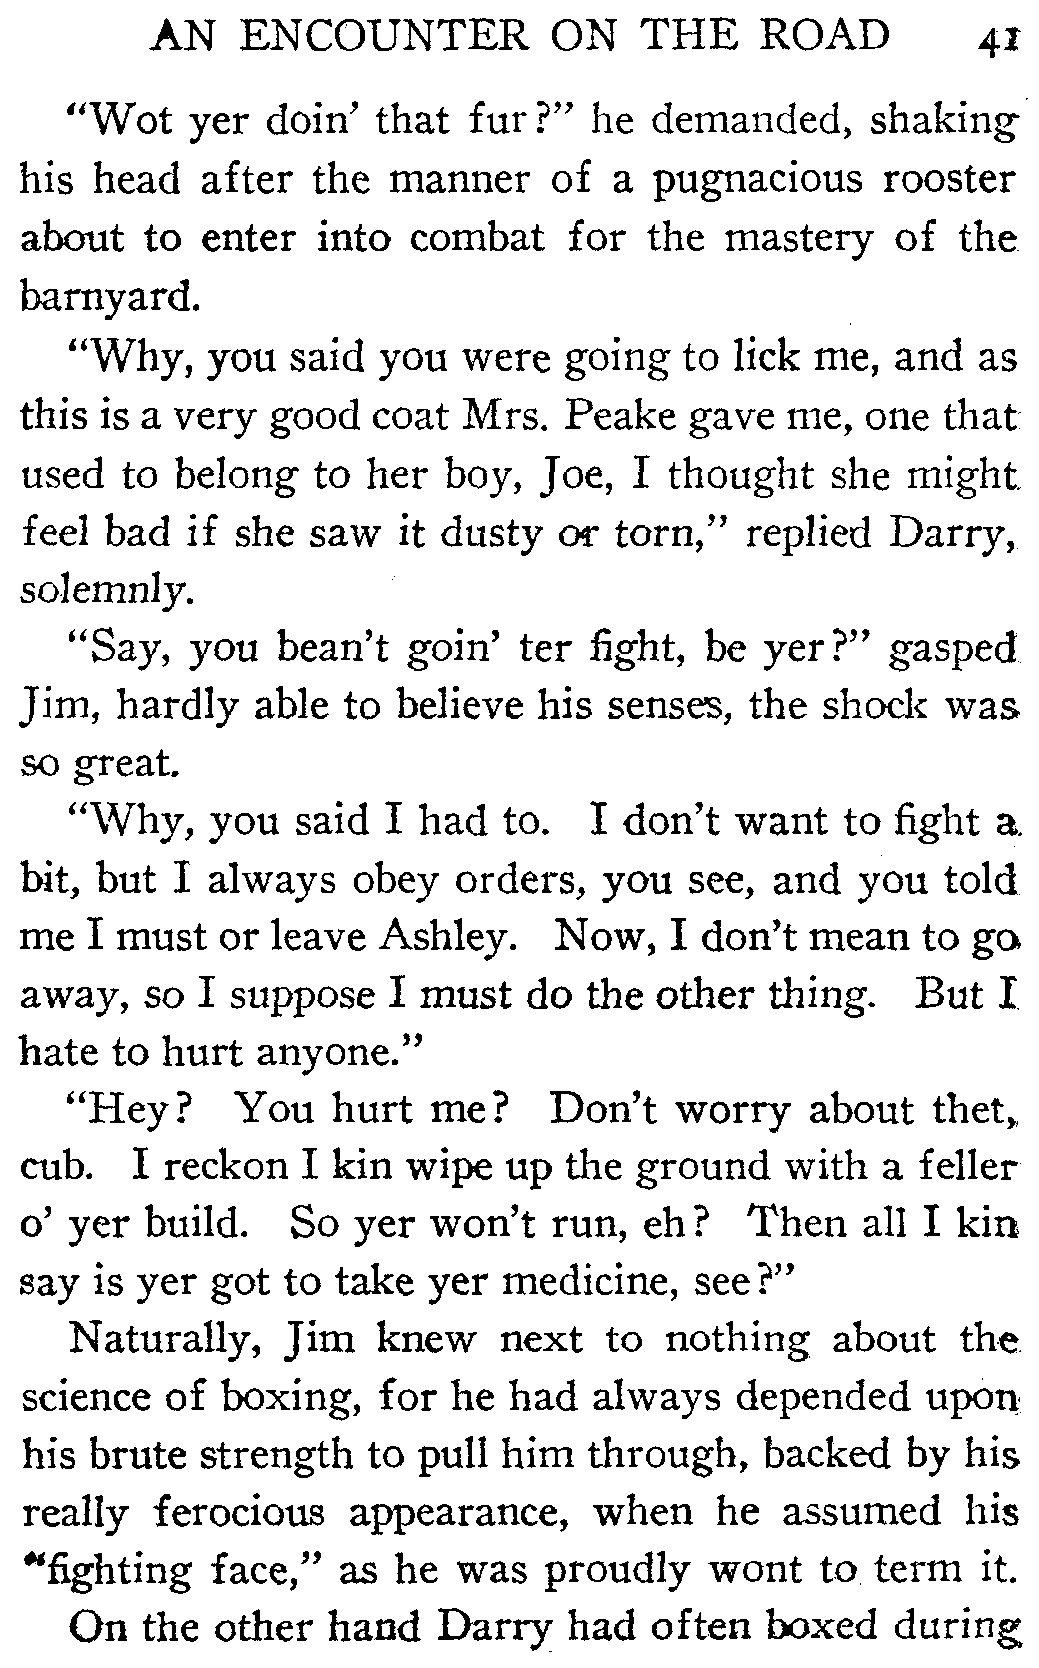 AN ENCOUNTER ON THE ROAD 41
"Wot yer doin' that fur?" he demanded, shaking
his head after the manner of a pugnacious rooster
about to enter into combat for the mastery of the
barnyard.
"Why, you said you were going to lick me, and as
this is a very good coat Mrs. Peake gave me, one that
used to belong to her boy, Joe, I thought she might
feel bad if she saw it dusty or torn," replied Darry,
solemnly.
"Say, you bean't goin' ter fight, be yer?" gasped
Jim, hardly able to believe his senses, the shock was
so great.
"Why, you said I had to. I don't want to fight a
bit, but I always obey orders, you see, and you told
me I must or leave Ashley. Now, I don't mean to go
away, so I suppose I must do the other thing. But I
hate to hurt anyone."
"Hey? You hurt me? Don't worry about thet,
cub. I reckon I kin wipe up the ground with a feller
o' yer build. So yer won't run, eh? Then all I kin
say is yer got to take yer medicine, see?"
Naturally, Jim knew next to nothing about the
science of boxing, for he had always depended upon
his brute strength to pull him through, backed by his
really ferocious appearance, when he assumed his
"fighting face," as he was proudly wont to term it.
On the other hand Darry had often boxed during